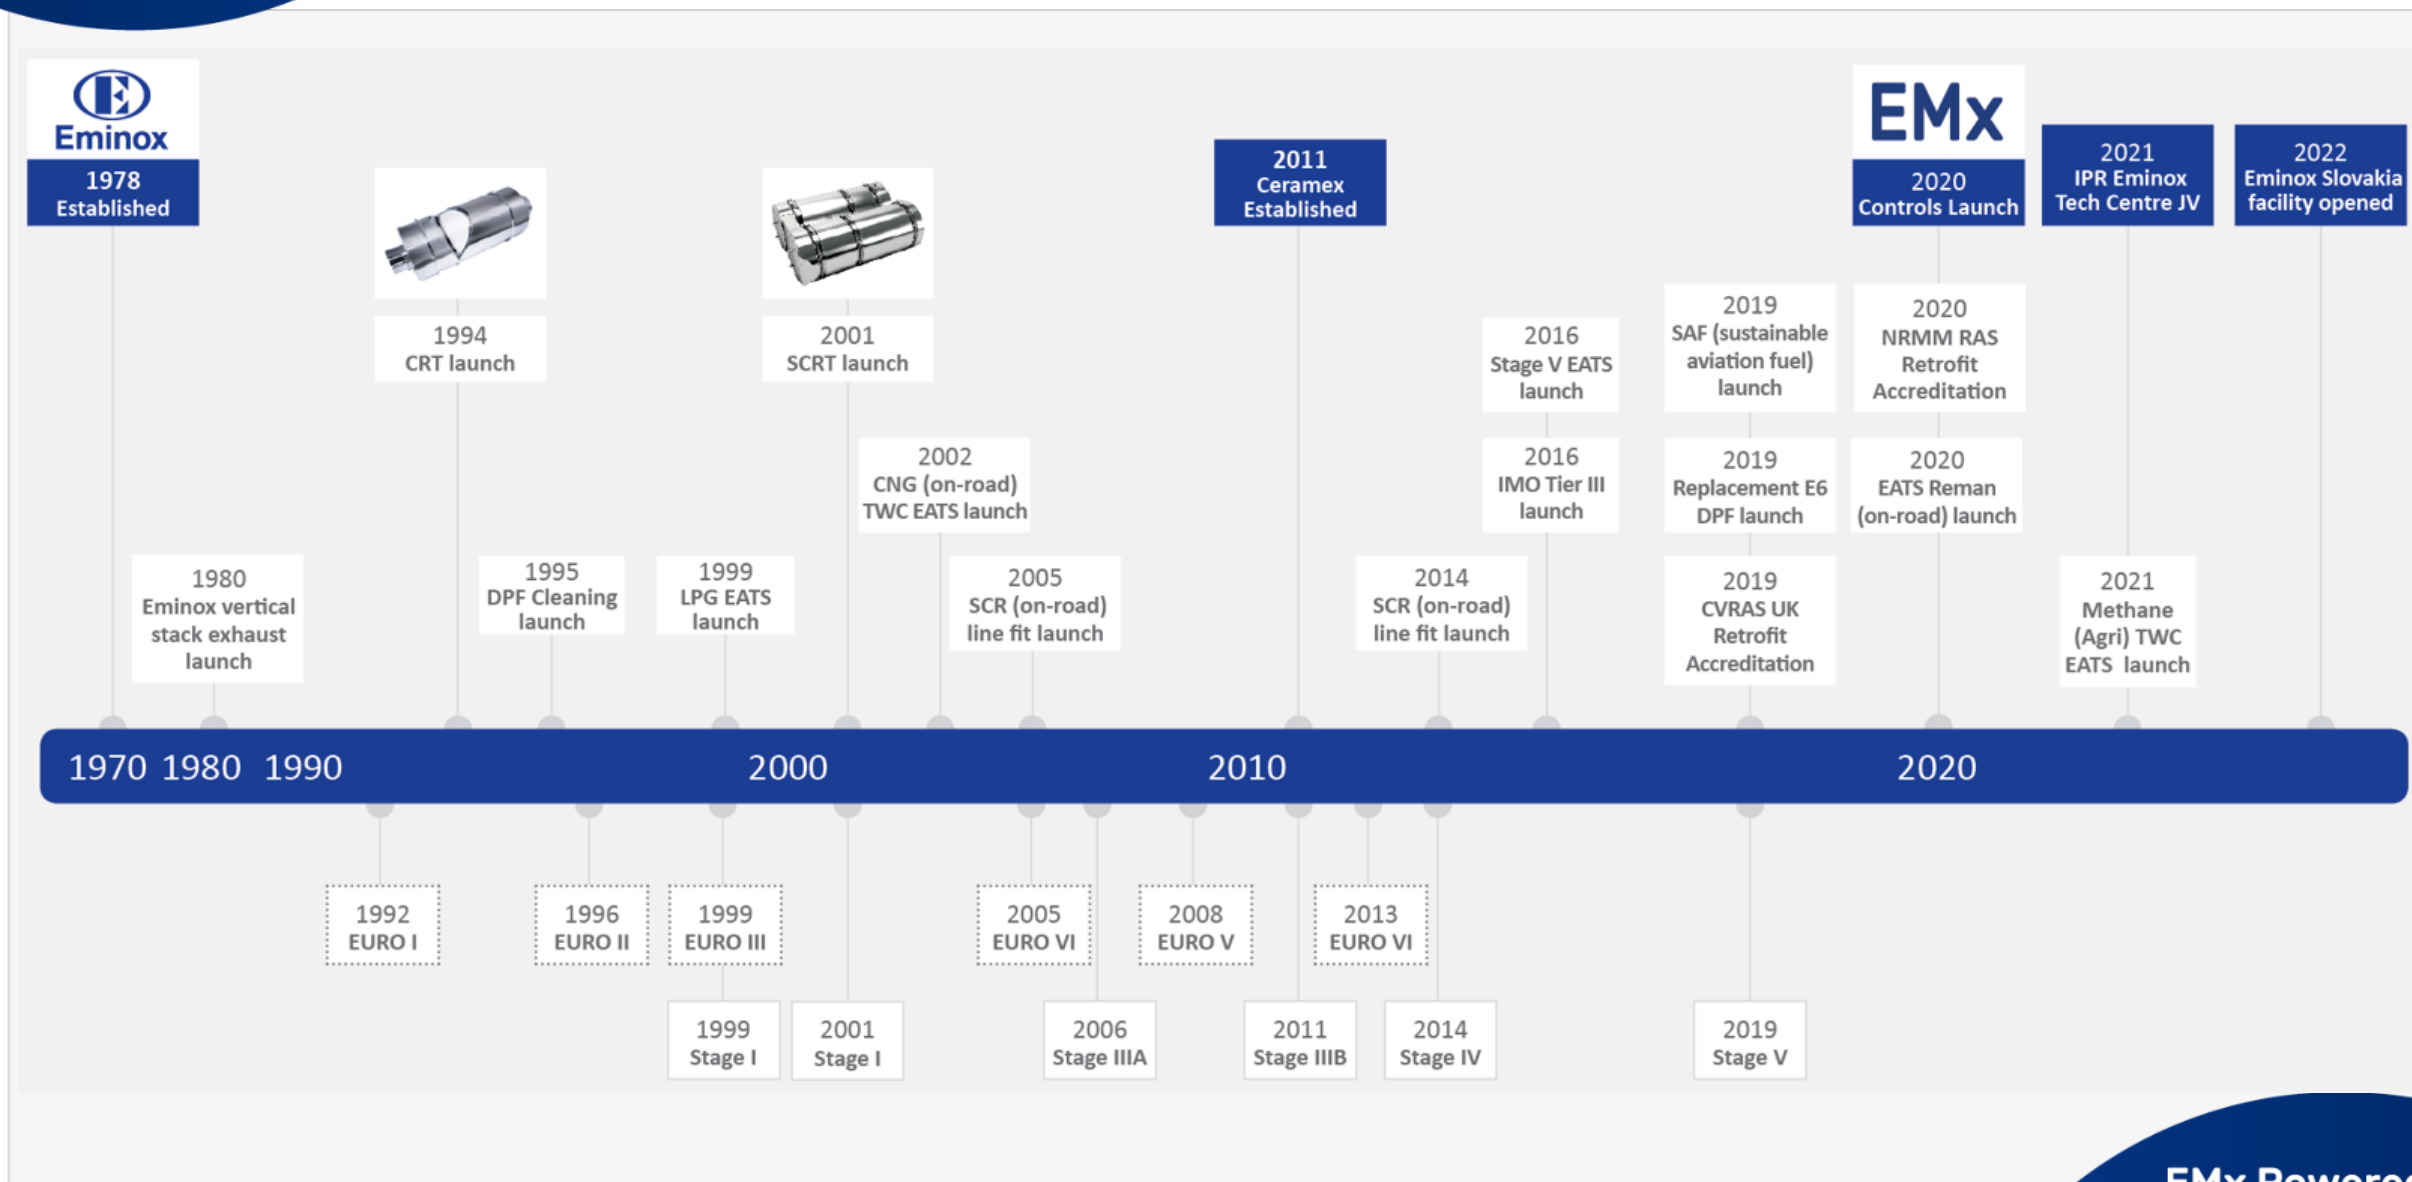 Eminox
1978
Established
1994
CRT launch
2001
SCRT launch
2011
Ceramex
Established
EMx
2020
Controls Launch
2021
IPR Eminox
Tech Centre JV
2022
Eminox Slovakia
facility opened
2016
Stage V EATS
launch
2019
SAF (sustainable
aviation fuel)
launch
2020
NRMM RAS
Retrofit
Accreditation
2002
CNG (on-road)
TWC EATS launch
2016
IMO Tier III
launch
2019
Replacement E6
DPF launch
2020
EATS Reman
(on-road) launch
1980
Eminox vertical
stack exhaust
launch
1995
DPF Cleaning
launch
1999
LPG EATS
launch
2005
SCR (on-road)
line fit launch
2014
SCR (on-road)
line fit launch
2019
CVRAS UK
Retrofit
Accreditation
2021
Methane
(Agri) TWC
EATS launch
1970 1980 1990 2000 2010 2020
1992
EURO I
1996
EURO II
1999
EURO III
2005
EURO VI
2008
EURO V
2013
EURO VI
1999
Stage I
2001
Stage I
2006
Stage IIIA
2011
Stage IIIB
2014
Stage IV
2019
Stage V
EMx Powered